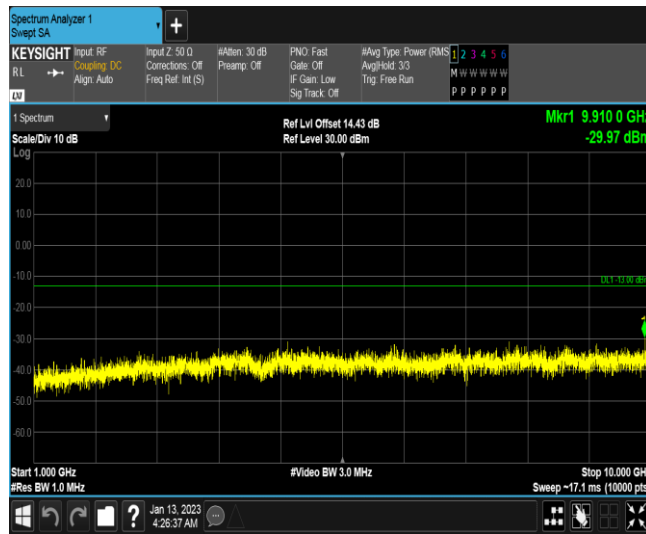 Spectrum Analyzer 1
Swept SA
+
KEYSIGHT
RL
LXI
Input: RF
Coupling: DC
Align: Auto
Input Z: 50 Ω
Corrections: Off
Freq Ref: Int (S)
#Atten: 30 dB
Preamp: Off
PNO: Fast
Gate: Off
IF Gain: Low
Sig Track: Off
#Avg Type: Power (RMS
Avg|Hold: 3/3
Trig: Free Run
1 2 3 4 5 6
M W W W W W
P P P P P P
1 Spectrum
Scale/Div 10 dB
Log
Ref Lvl Offset 14.43 dB
Ref Level 30.00 dBm
Mkr1 9.910 0 GHz
-29.97 dBm
20.0
10.0
0.00
-10.0
DL1 -13.00 dBm
-20.0
-30.0
-40.0
-50.0
-60.0
Start 1.000 GHz
#Res BW 1.0 MHz
#Video BW 3.0 MHz
Stop 10.000 GHz
Sweep ~17.1 ms (10000 pts)
?
Jan 13, 2023
4:26:37 AM